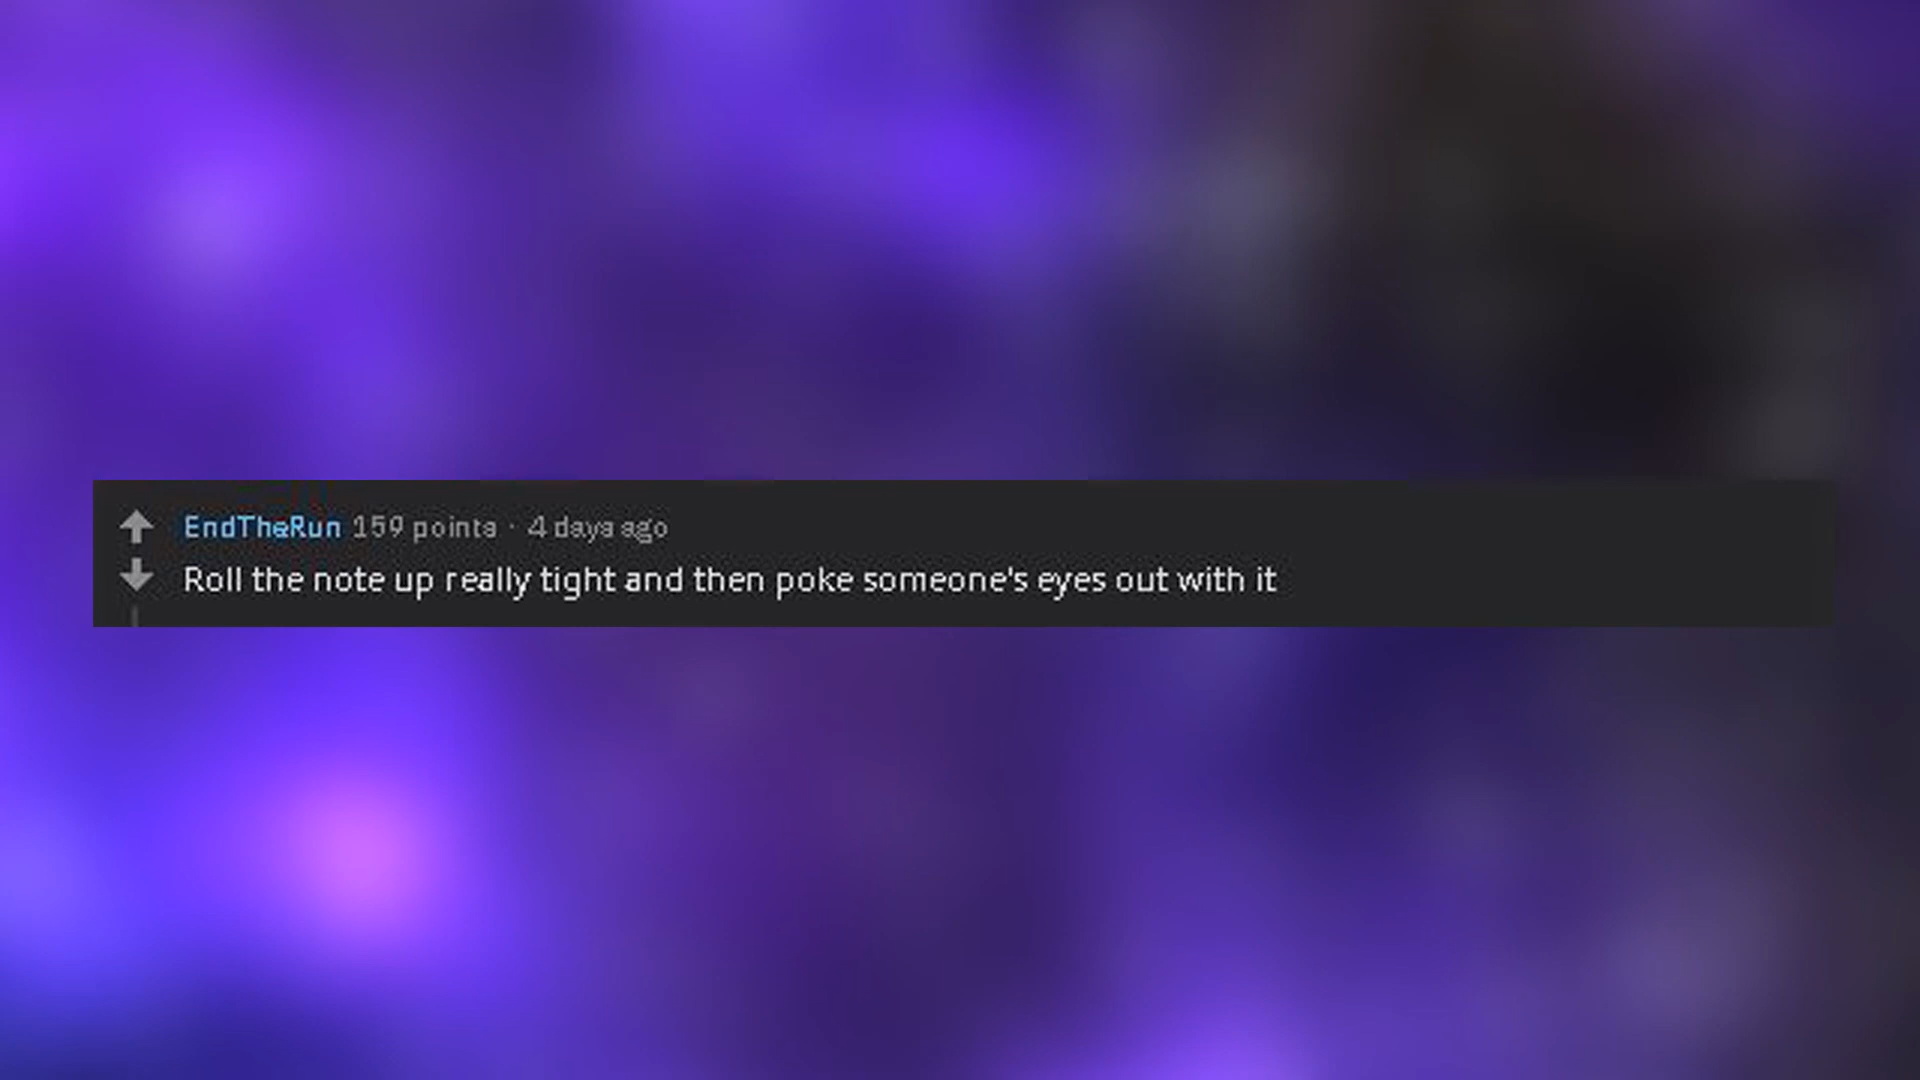 EndTheRun 159 points · 4 days ago
Roll the note up really tight and then poke someone's eyes out with it